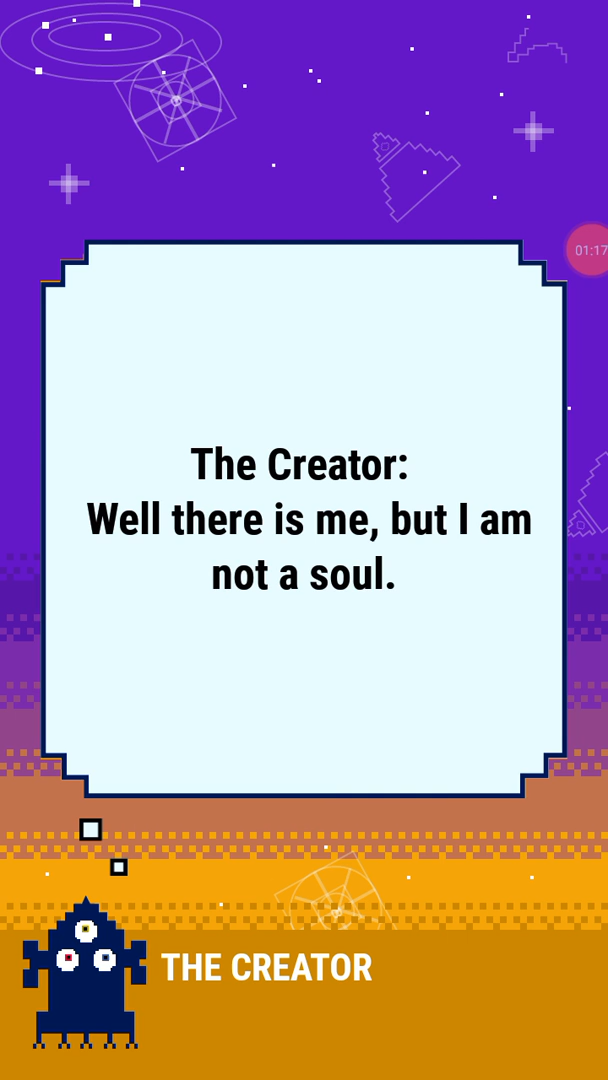 01:17
The Creator:
Well there is me, but I am
not a soul.
THE CREATOR